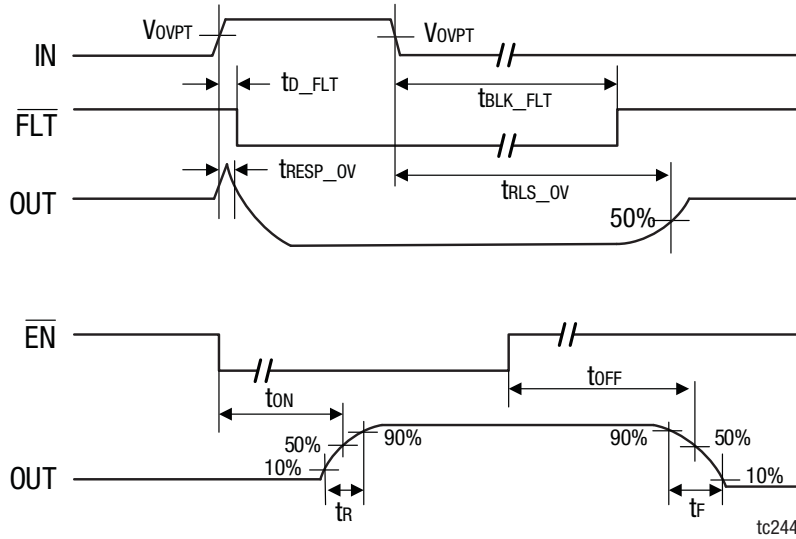 VOVPT VOVPT
IN
tD_FLT tBLK_FLT
FLT
tRESP_OV tRLS_OV
OUT
50%
EN
tON tOFF
50% 90% 90% 50%
10% 10%
OUT
tR tF
tc244